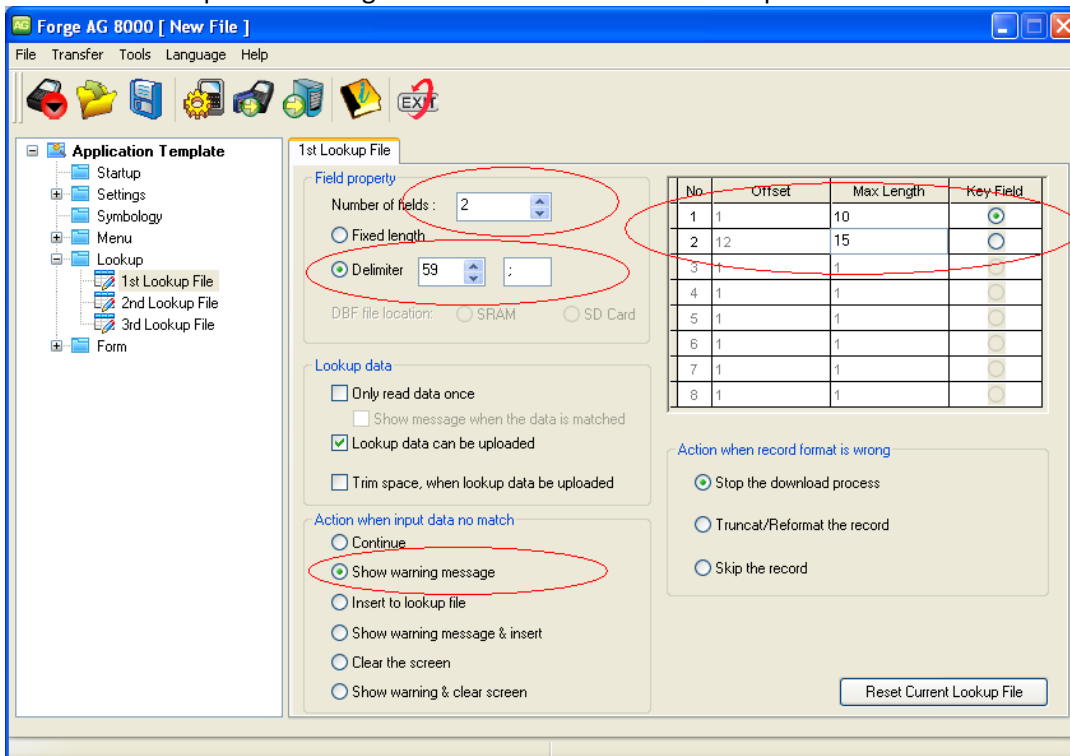 Forge AG 8000 [ New File ]
File Transfer Tools Language Help
EXIT
Application Template
Startup
Settings
Symbology
Menu
Lookup
1st Lookup File
2nd Lookup File
3rd Lookup File
Form
1st Lookup File
Field property
Number of fields : 2
Fixed length
Delimiter 59 ;
DBF file location: SRAM SD Card
Lookup data
Only read data once
Show message when the data is matched
Lookup data can be uploaded
Trim space, when lookup data be uploaded
Action when input data no match
Continue
Show warning message
Insert to lookup file
Show warning message & insert
Clear the screen
Show warning & clear screen
No Offset Max Length Key Field
1 1 10
2 12 15
3 1 1
4 1 1
5 1 1
6 1 1
7 1 1
8 1 1
Action when record format is wrong
Stop the download process
Truncat/Reformat the record
Skip the record
Reset Current Lookup File